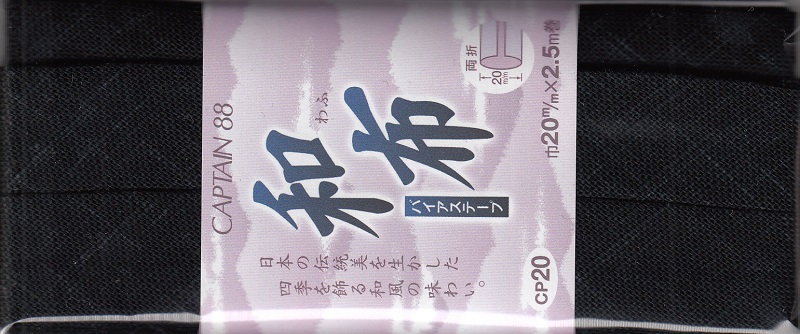 CAPTAIN 88
両折
20m/m
巾20m/m×2.5m巻
わふ
和布
バイアステープ
日本の伝統美を生かした
四季を飾る和風の味わい。
CP20